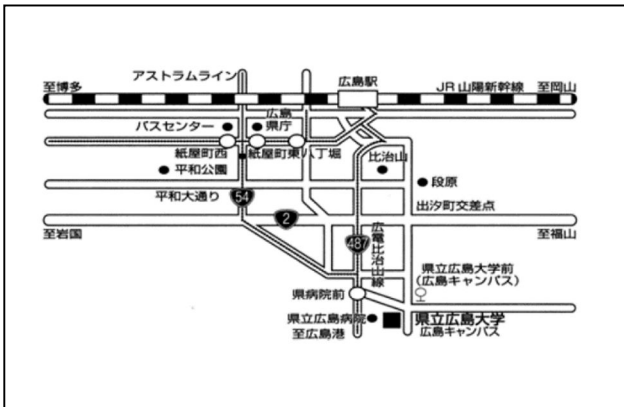 アストラムライン
広島駅
至博多
JR山陽新幹線 至岡山
広島
県庁
バスセンター
紙屋町西
紙屋町東八丁堀
比治山
平和公園
段原
平和大通り
54
出汐町交差点
2
至岩国
487
広電比治山線
至福山
県立広島大学前
(広島キャンパス)
県病院前
県立広島病院
県立広島大学
広島キャンパス
至広島港